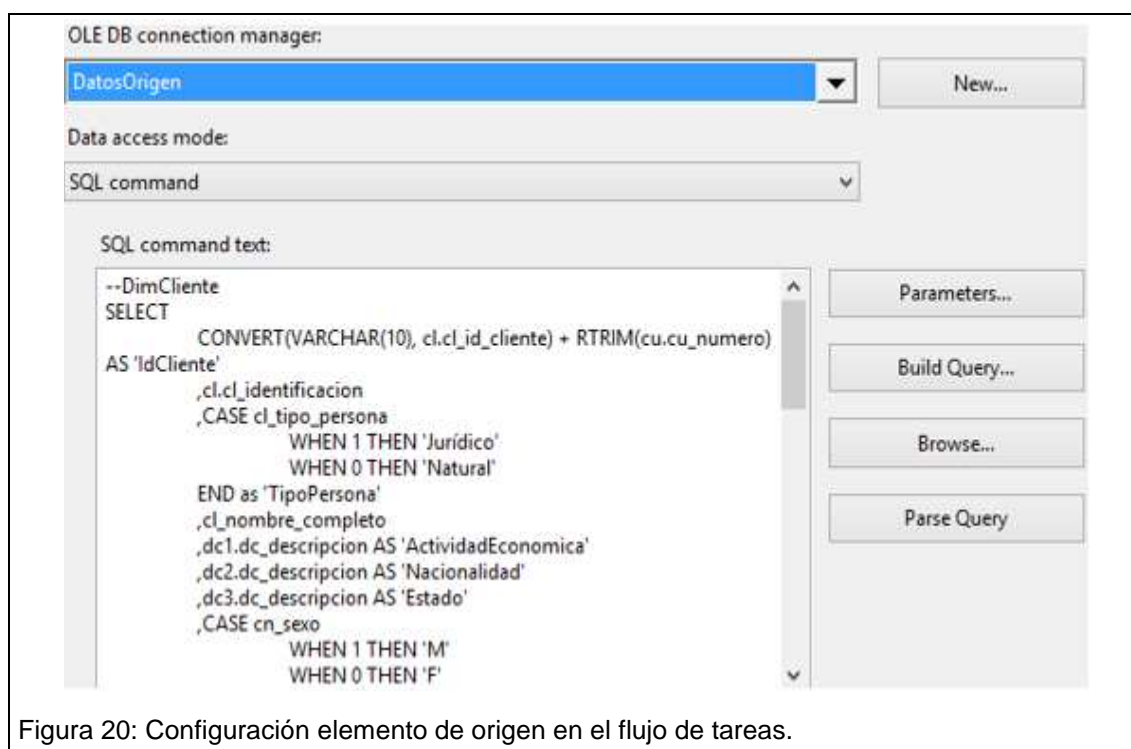 OLE DB connection manager:
DatosOrigen
New...
Data access mode:
SQL command
SQL command text:
--DimCliente
SELECT
CONVERT(VARCHAR(10), cl.cl_id_cliente) + RTRIM(cu.cu_numero)
AS 'IdCliente'
,cl.cl_identificacion
,CASE cl_tipo_persona
WHEN 1 THEN 'Jurídico'
WHEN 0 THEN 'Natural'
END as 'TipoPersona'
,cl_nombre_completo
,dc1.dc_descripcion AS 'ActividadEconomica'
,dc2.dc_descripcion AS 'Nacionalidad'
,dc3.dc_descripcion AS 'Estado'
,CASE cn_sexo
WHEN 1 THEN 'M'
WHEN 0 THEN 'F'
Parameters...
Build Query...
Browse...
Parse Query
Figura 20: Configuración elemento de origen en el flujo de tareas.